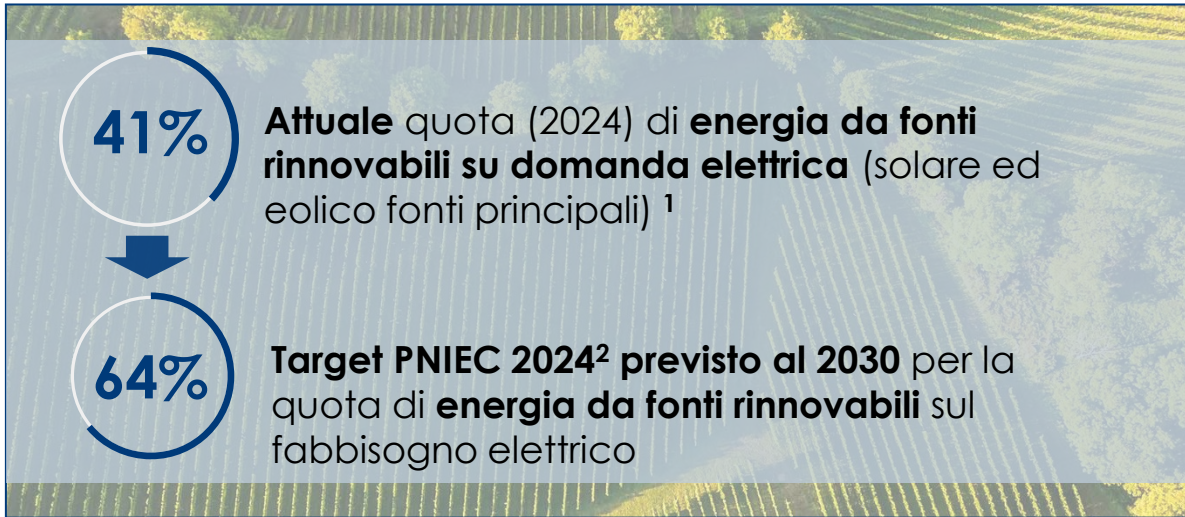 41%
Attuale quota (2024) di energia da fonti
rinnovabili su domanda elettrica (solare ed
eolico fonti principali) 1
64%
Target PNIEC 2024² previsto al 2030 per la
quota di energia da fonti rinnovabili sul
fabbisogno elettrico